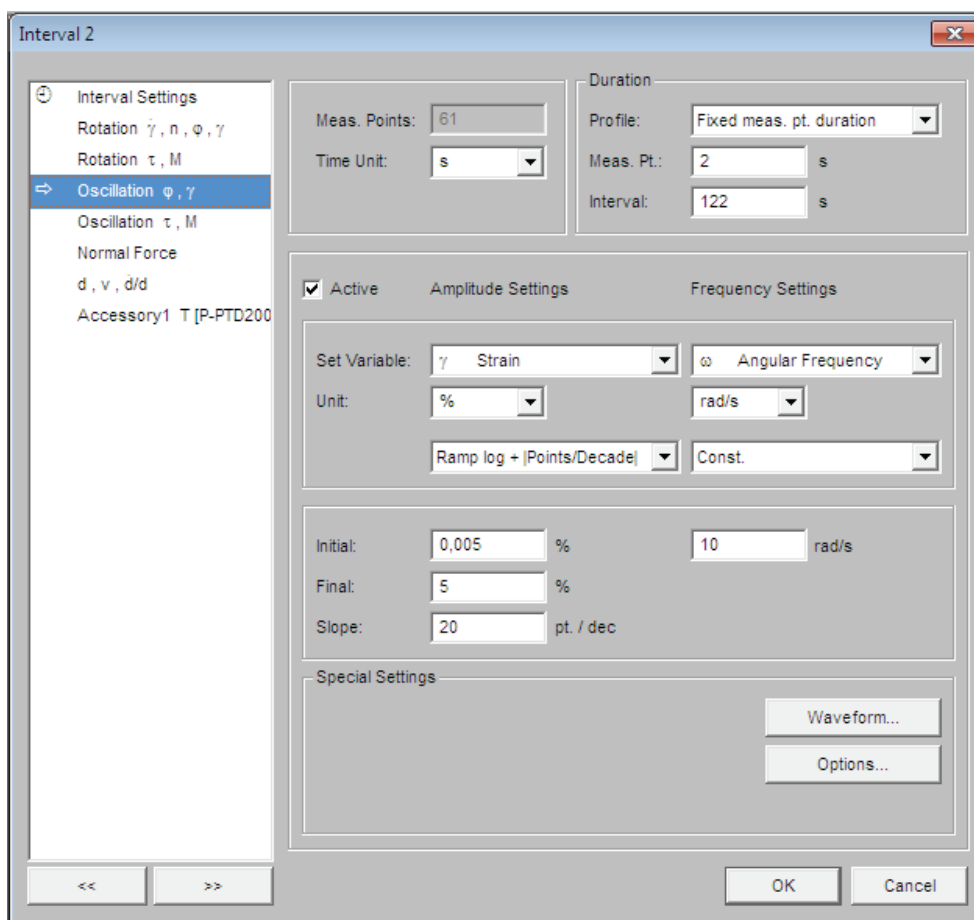 Interval 2
Interval Settings
Rotation γ̇ , n , φ , γ
Rotation τ , M
Oscillation φ , γ
Oscillation τ , M
Normal Force
d , v , ḋ/d
Accessory1 T [P-PTD200
<< >>
Meas. Points: 61
Time Unit: s
Duration
Profile: Fixed meas. pt. duration
Meas. Pt.: 2 s
Interval: 122 s
Active Amplitude Settings Frequency Settings
Set Variable: γ Strain ω Angular Frequency
Unit: % rad/s
Ramp log + |Points/Decade| Const.
Initial: 0,005 % 10 rad/s
Final: 5 %
Slope: 20 pt. / dec
Special Settings
Waveform...
Options...
OK Cancel